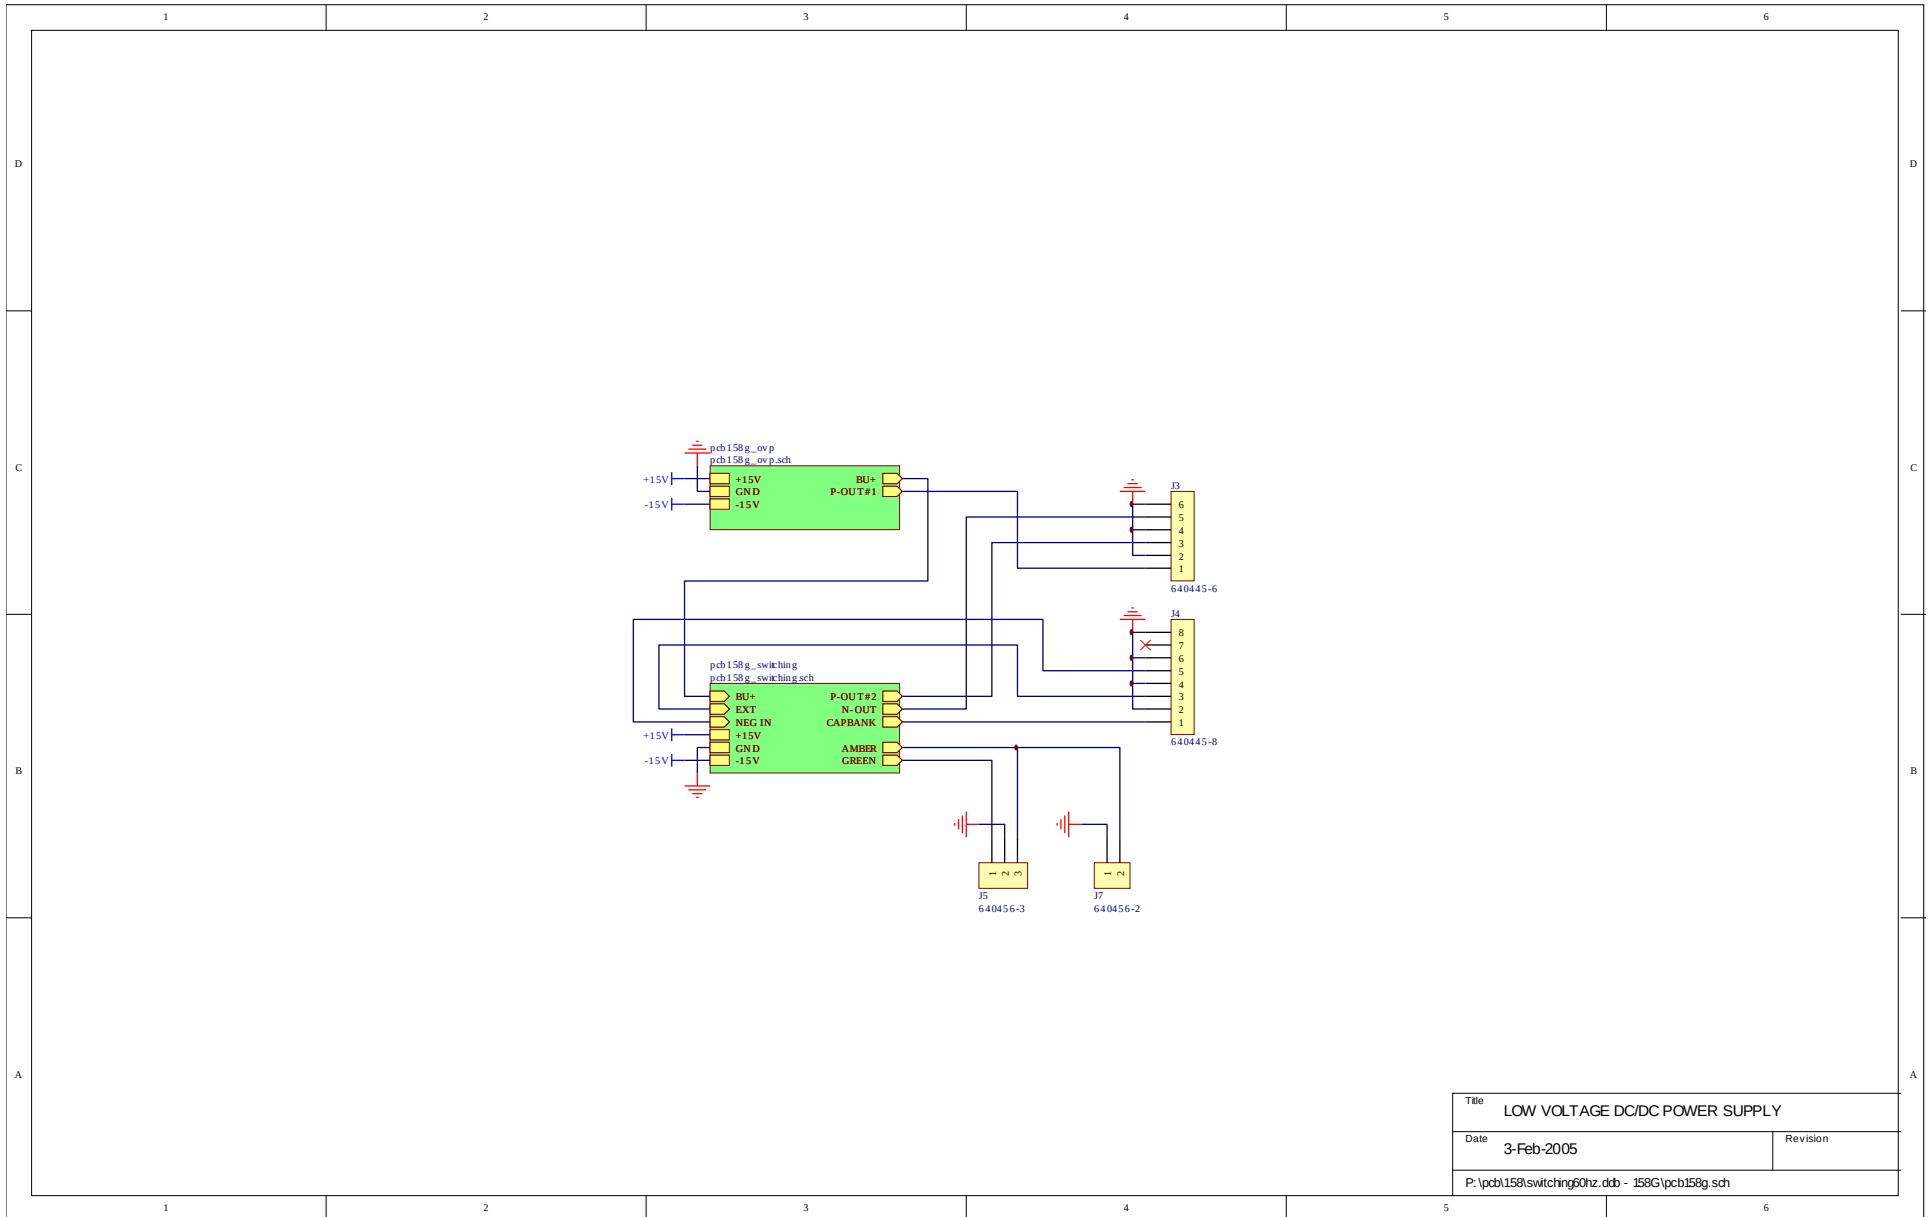 1 2 3 4 5 6
D D
C C
B B
A A
pcb158g_ovp
pcb158g_ovp.sch
+15V +15V BU+
GND P-OUT#1
-15V -15V
J3
6
5
4
3
2
1
640445-6
J4
8
7
6
5
4
3
2
1
640445-8
pcb158g_switching
pcb158g_switching.sch
BU+ P-OUT#2
EXT N-OUT
NEG IN CAPBANK
+15V +15V
GND AMBER
-15V -15V GREEN
1 2 3
J5
640456-3
1 2
J7
640456-2
Title
LOW VOLTAGE DC/DC POWER SUPPLY
Date Revision
3-Feb-2005
P:\pcb\158\switching60hz.ddb - 158G\pcb158g.sch
1 2 3 4 5 6